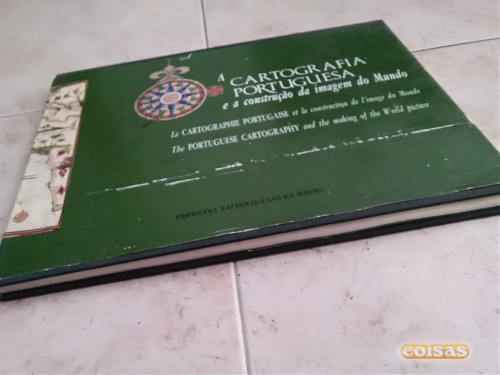 A CARTOGRAFIA
PORTUGUESA
e a construção da imagem do Mundo
La CARTOGRAPHIE PORTUGAISE et la construction de l'image du Monde
The PORTUGUESE CARTOGRAPHY and the making of the World picture
IMPRENSA NACIONAL-CASA DA MOEDA
coisas